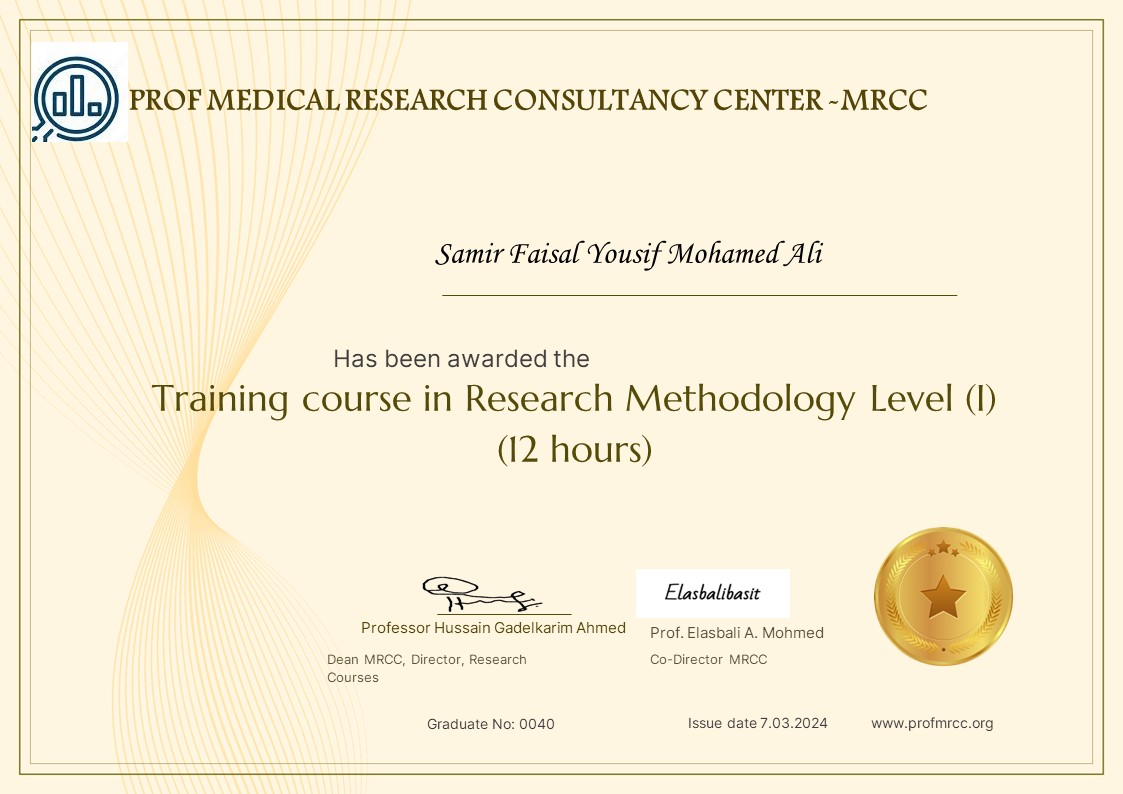 PROF MEDICAL RESEARCH CONSULTANCY CENTER ~MRCC
Samir Faisal Yousif Mohamed Ali
Has been awarded the
Training course in Research Methodology Level (I)
(12 hours)
Elasbalibasit
Professor Hussain Gadelkarim Ahmed
Prof. Elasbali A. Mohmed
Dean MRCC, Director, Research
Courses
Co-Director MRCC
Graduate No: 0040
Issue date 7.03.2024
www.profmrcc.org